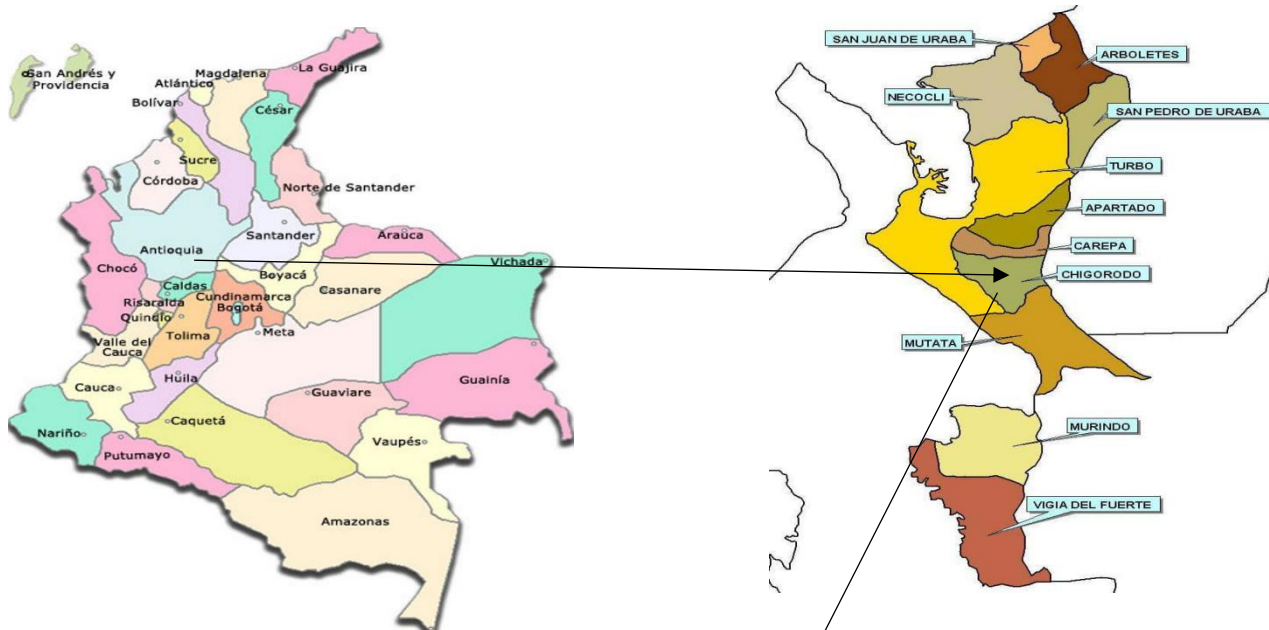 San Andrés y
Providencia
La Guajira
Magdalena
Atlántico
Bolívar
César
Sucre
Córdoba
Norte de Santander
Santander
Antioquia
Araúca
Vichada
Chocó
Boyacá
Caldas
Casanare
Cundinamarca
Risaralda
Bogotá
Quindío
Tolima
Meta
Valle del
Cauca
Huila
Cauca
Guaviare
Guainía
Nariño
Caquetá
Vaupés
Putumayo
Amazonas
SAN JUAN DE URABA
ARBOLETES
NECOCLI
SAN PEDRO DE URABA
TURBO
APARTADO
CAREPA
CHIGORODO
MUTATA
MURINDO
VIGIA DEL FUERTE